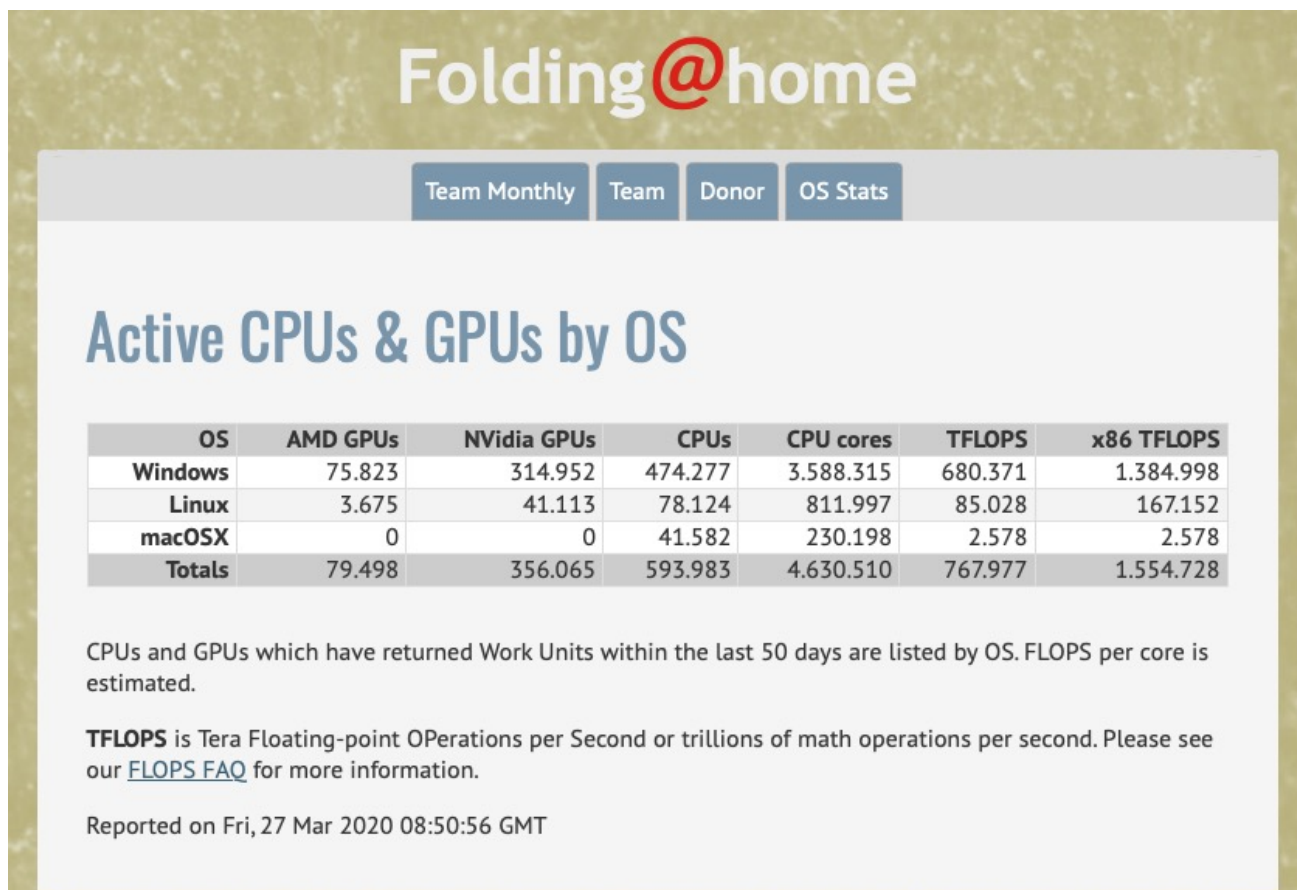 Folding@home
Team Monthly Team Donor OS Stats
Active CPUs & GPUs by OS
OS AMD GPUs NVidia GPUs CPUs CPU cores TFLOPS x86 TFLOPS
Windows 75.823 314.952 474.277 3.588.315 680.371 1.384.998
Linux 3.675 41.113 78.124 811.997 85.028 167.152
macOSX 0 0 41.582 230.198 2.578 2.578
Totals 79.498 356.065 593.983 4.630.510 767.977 1.554.728
CPUs and GPUs which have returned Work Units within the last 50 days are listed by OS. FLOPS per core is
estimated.
TFLOPS is Tera Floating-point OPerations per Second or trillions of math operations per second. Please see
our FLOPS FAQ for more information.
Reported on Fri, 27 Mar 2020 08:50:56 GMT